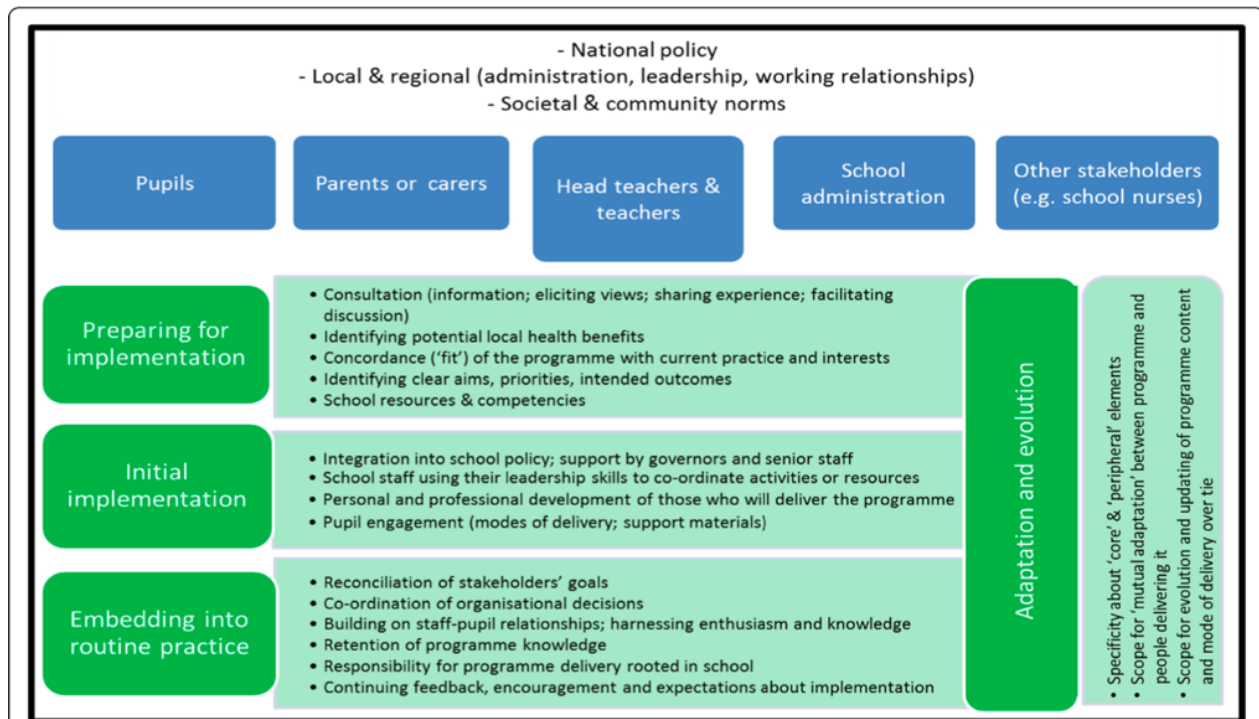 - National policy
- Local & regional (administration, leadership, working relationships)
- Societal & community norms
Pupils
Parents or carers
Head teachers &
teachers
School
administration
Other stakeholders
(e.g. school nurses)
Preparing for
implementation
• Consultation (information; eliciting views; sharing experience; facilitating
discussion)
• Identifying potential local health benefits
• Concordance (‘fit’) of the programme with current practice and interests
• Identifying clear aims, priorities, intended outcomes
• School resources & competencies
Initial
implementation
• Integration into school policy; support by governors and senior staff
• School staff using their leadership skills to co-ordinate activities or resources
• Personal and professional development of those who will deliver the programme
• Pupil engagement (modes of delivery; support materials)
Embedding into
routine practice
• Reconciliation of stakeholders’ goals
• Co-ordination of organisational decisions
• Building on staff-pupil relationships; harnessing enthusiasm and knowledge
• Retention of programme knowledge
• Responsibility for programme delivery rooted in school
• Continuing feedback, encouragement and expectations about implementation
Adaptation and evolution
• Specificity about ‘core’ & ‘peripheral’ elements
• Scope for ‘mutual adaptation’ between programme and
people delivering it
• Scope for evolution and updating of programme content
and mode of delivery over tie